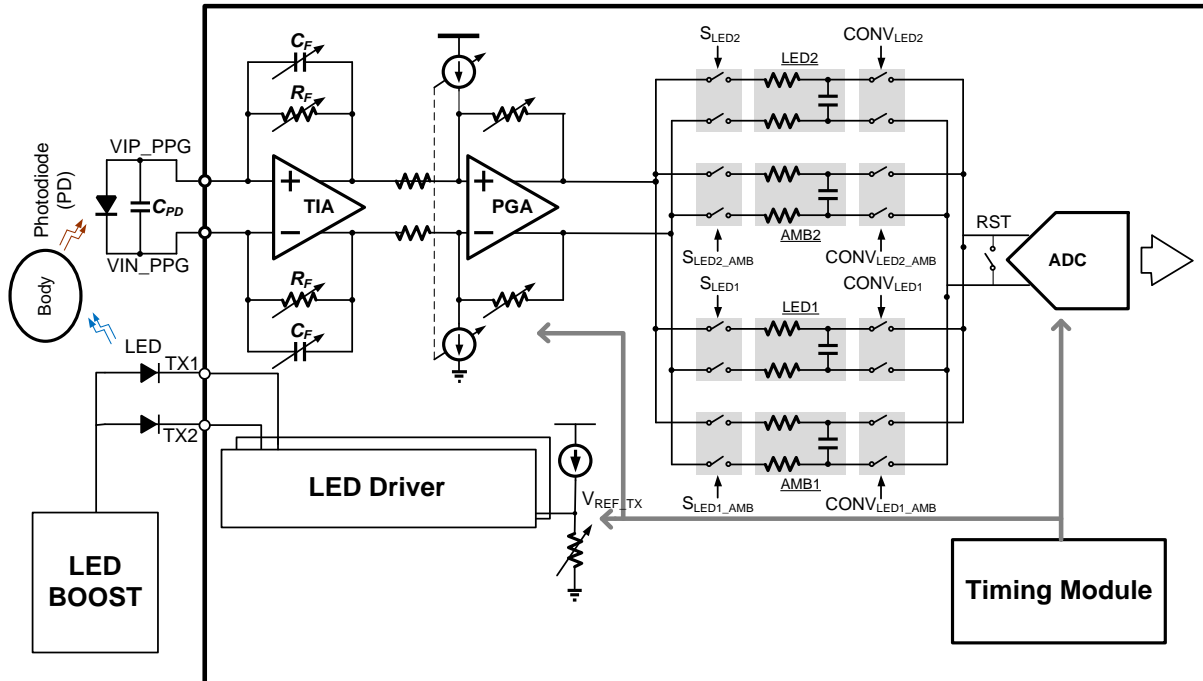 S_LED2
CONV_LED2
C_F
LED2
R_F
VIP_PPG
Photodiode
(PD)
C_PD
+
TIA
−
+
PGA
−
AMB2
RST
VIN_PPG
S_LED2_AMB
CONV_LED2_AMB
ADC
S_LED1
CONV_LED1
Body
R_F
LED1
C_F
LED
TX1
TX2
LED Driver
AMB1
V_REF_TX
S_LED1_AMB
CONV_LED1_AMB
LED
BOOST
Timing Module